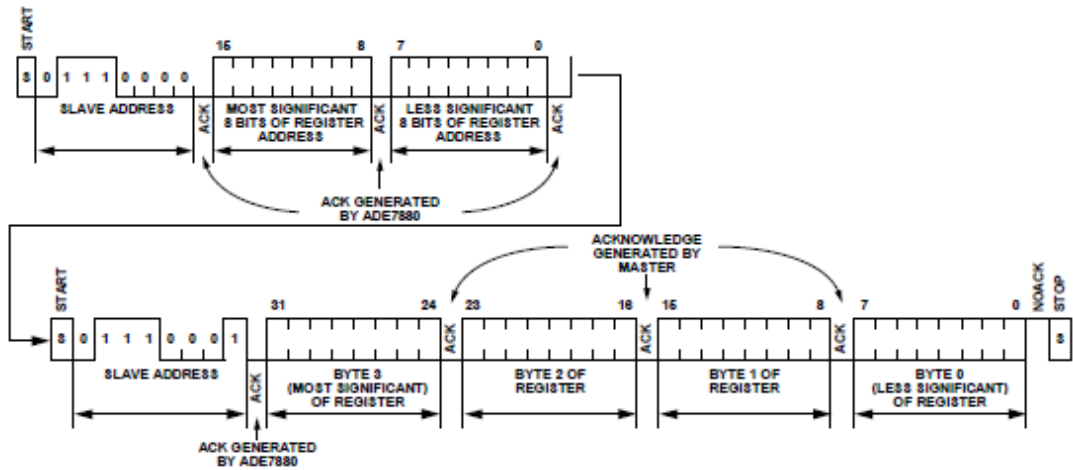 START
15 8 7 0
S 0 1 1 1 0 0 0 0
SLAVE ADDRESS
ACK
MOST SIGNIFICANT
8 BITS OF REGISTER
ADDRESS
ACK
LESS SIGNIFICANT
8 BITS OF REGISTER
ADDRESS
ACK
ACK GENERATED
BY ADE7880
ACKNOWLEDGE
GENERATED BY
MASTER
START
31 24 23 16 15 8 7 0
NOACK
STOP
S 0 1 1 1 0 0 0 1
S
SLAVE ADDRESS
ACK
BYTE 3
(MOST SIGNIFICANT)
OF REGISTER
ACK
BYTE 2 OF
REGISTER
ACK
BYTE 1 OF
REGISTER
ACK
BYTE 0
(LESS SIGNIFICANT)
OF REGISTER
ACK GENERATED
BY ADE7880